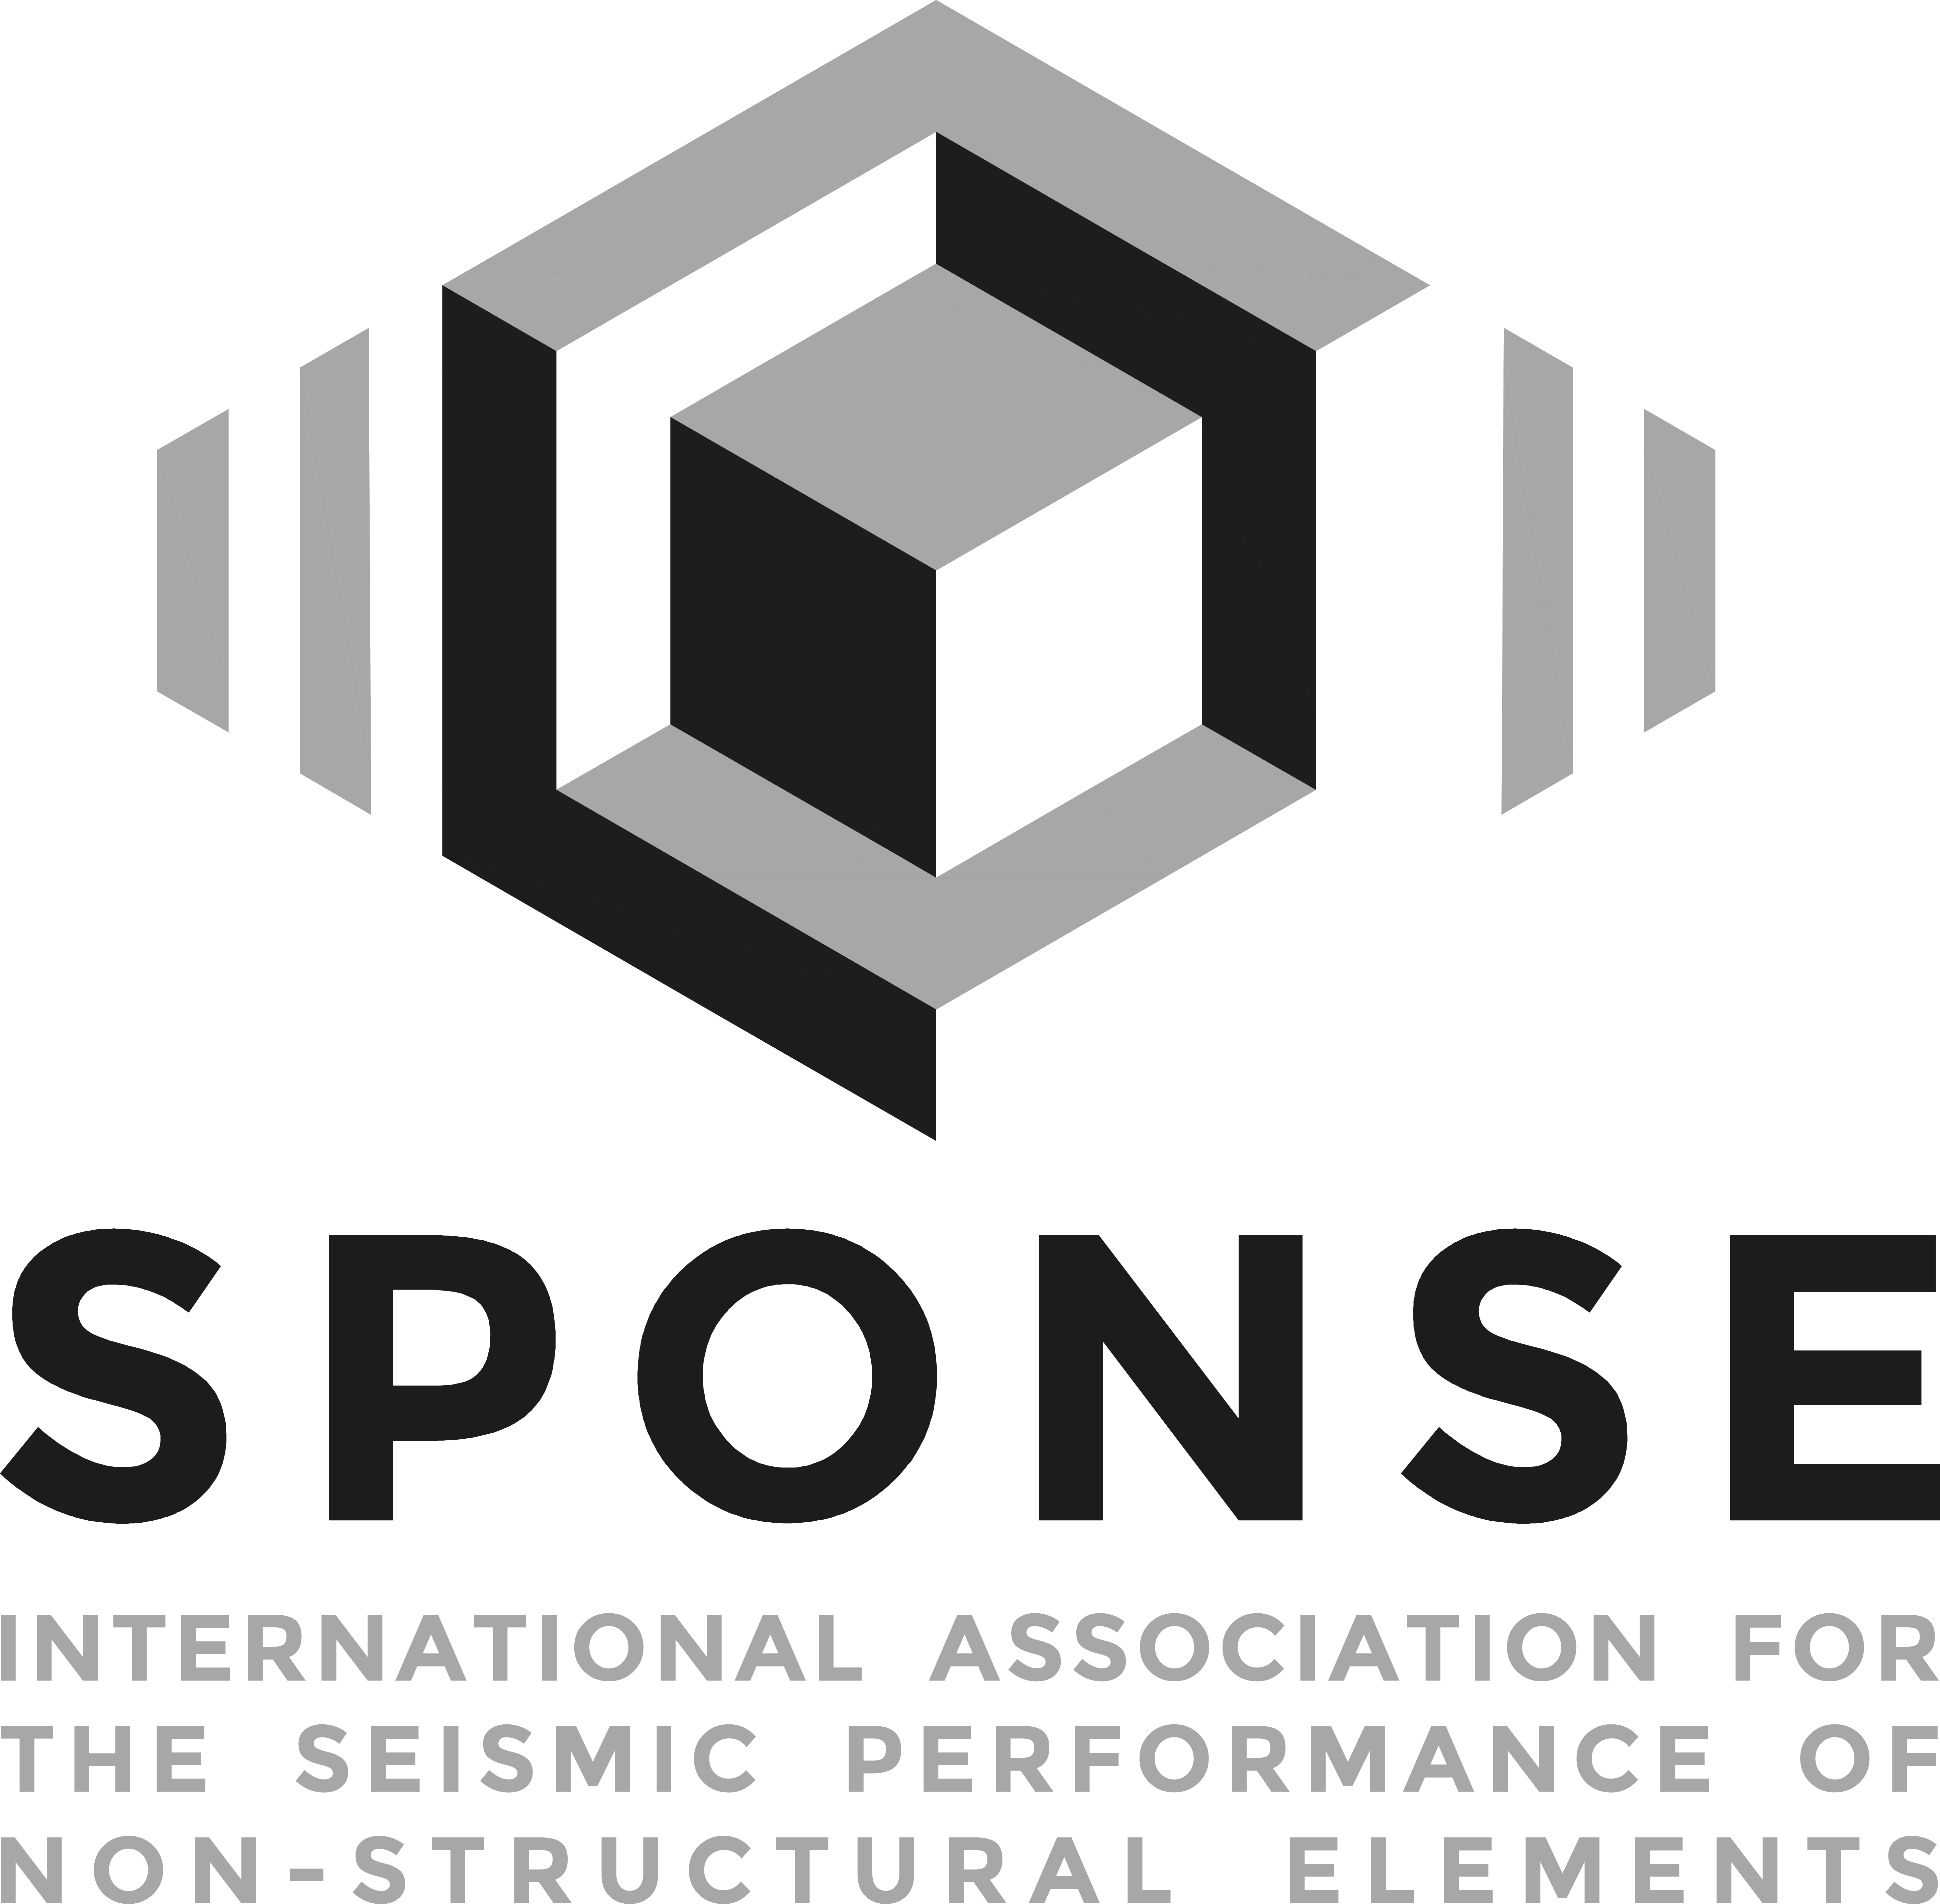 SPONSE
INTERNATIONAL ASSOCIATION FOR
THE SEISMIC PERFORMANCE OF
NON-STRUCTURAL ELEMENTS